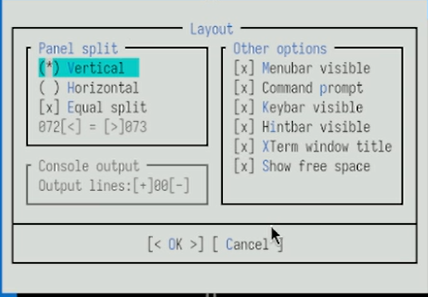 Layout
Panel split
(*) Vertical
( ) Horizontal
[x] Equal split
072[<] = [>]073
Console output
Output lines:[+]00[-]
Other options
[x] Menubar visible
[x] Command prompt
[x] Keybar visible
[x] Hintbar visible
[x] XTerm window title
[x] Show free space
[< OK >] [ Cancel ]